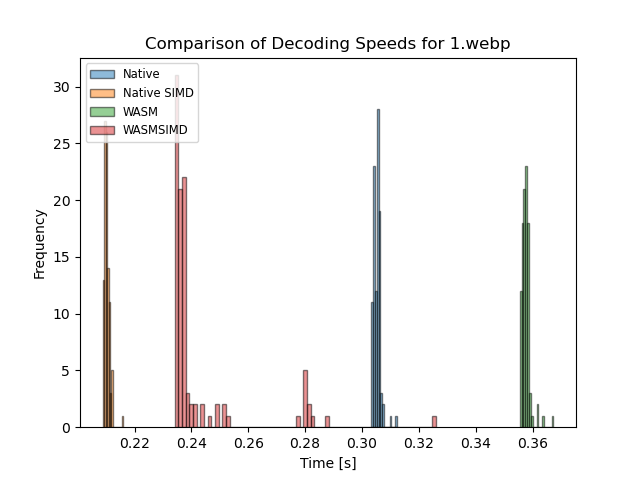 Comparison of Decoding Speeds for 1.webp
Native
Native SIMD
WASM
WASMSIMD
Frequency
30
25
20
15
10
5
0
0.22 0.24 0.26 0.28 0.30 0.32 0.34 0.36
Time [s]